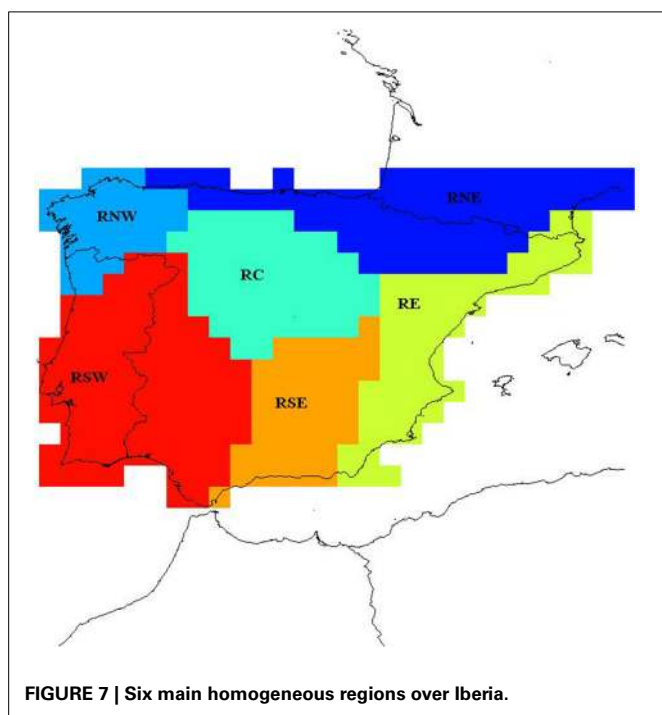 RNW
RNE
RC
RE
RSW
RSE
FIGURE 7 | Six main homogeneous regions over Iberia.